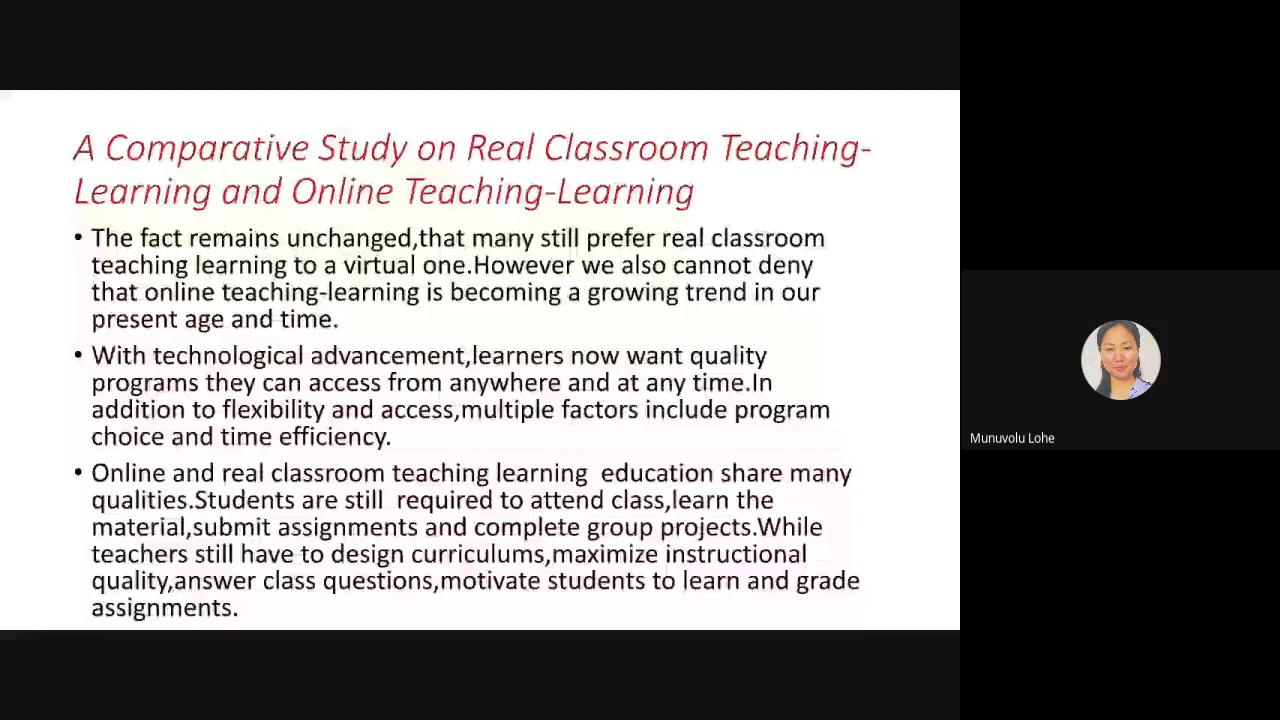 A Comparative Study on Real Classroom Teaching-
Learning and Online Teaching-Learning
• The fact remains unchanged,that many still prefer real classroom
teaching learning to a virtual one.However we also cannot deny
that online teaching-learning is becoming a growing trend in our
present age and time.
• With technological advancement,learners now want quality
programs they can access from anywhere and at any time.In
addition to flexibility and access,multiple factors include program
choice and time efficiency.
• Online and real classroom teaching learning  education share many
qualities.Students are still  required to attend class,learn the
material,submit assignments and complete group projects.While
teachers still have to design curriculums,maximize instructional
quality,answer class questions,motivate students to learn and grade
assignments.
Munuvolu Lohe